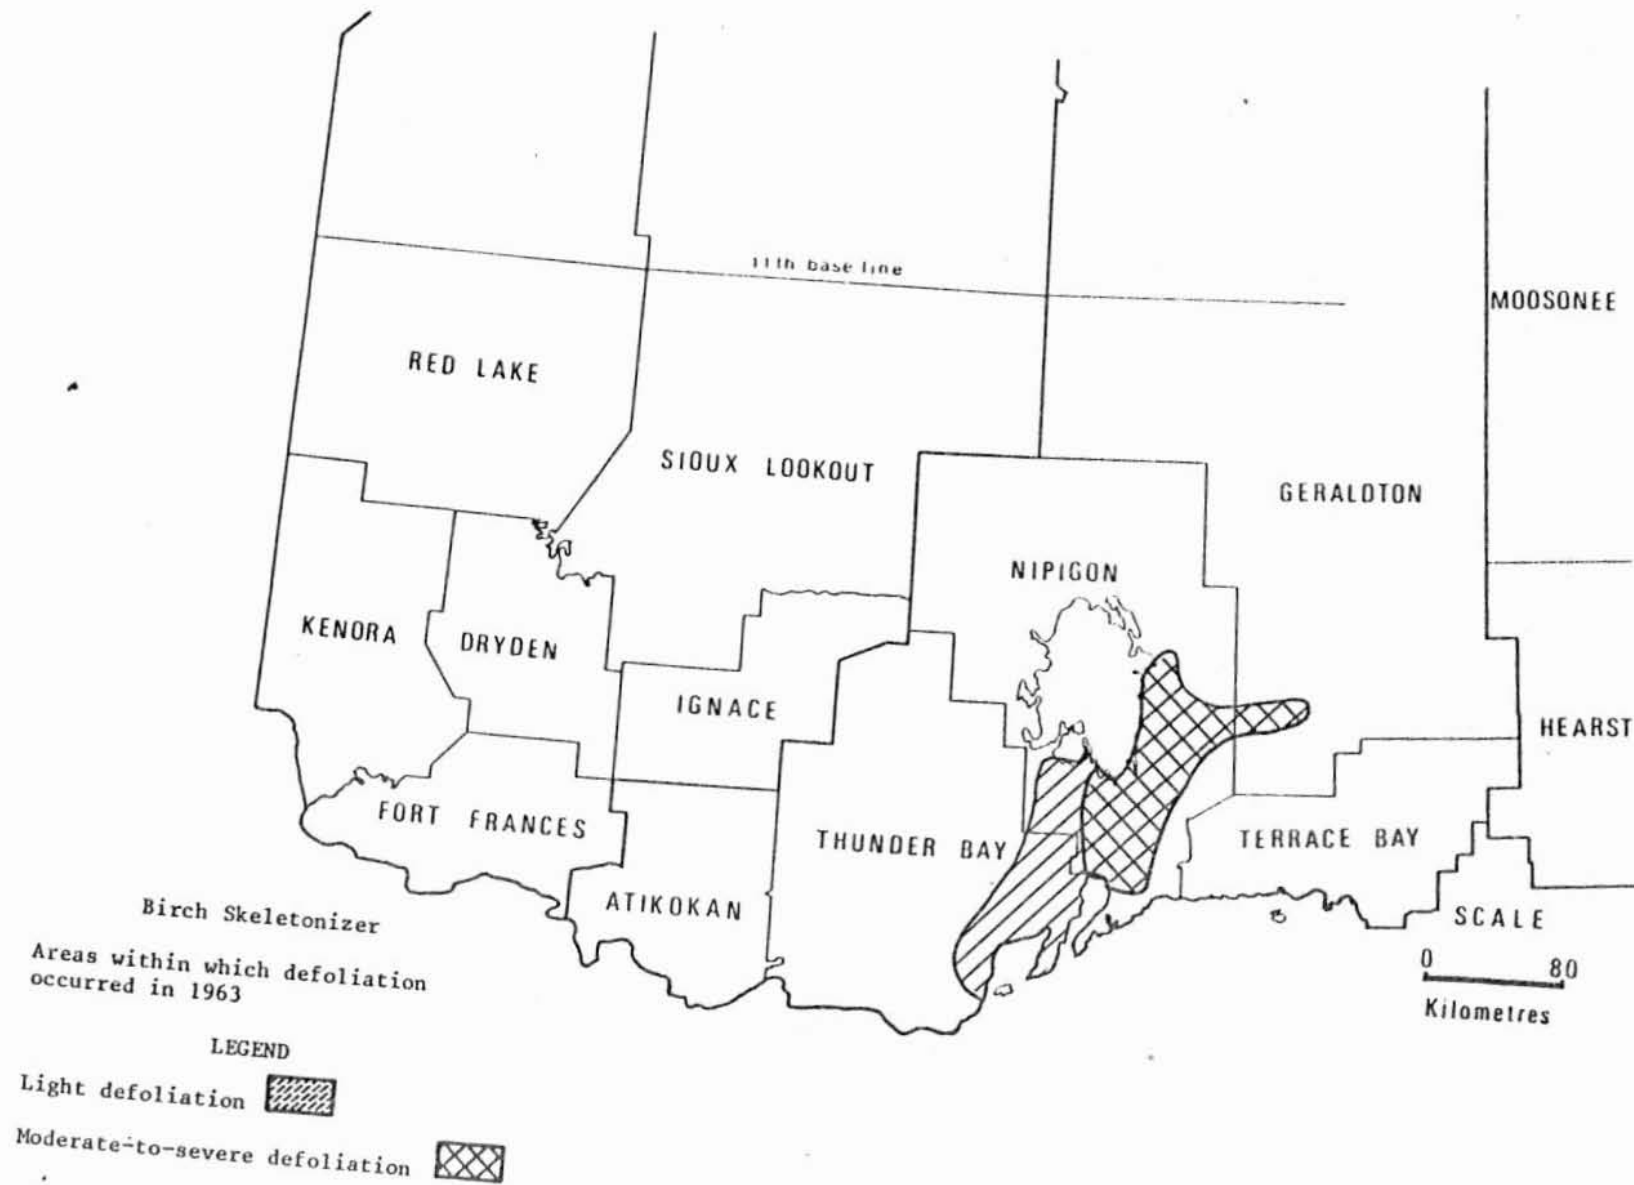 11th base line
MOOSONEE
RED LAKE
SIOUX LOOKOUT
GERALDTON
NIPIGON
KENORA
DRYDEN
IGNACE
HEARST
FORT FRANCES
THUNDER BAY
TERRACE BAY
ATIKOKAN
SCALE
0 80
Kilometres
Birch Skeletonizer
Areas within which defoliation
occurred in 1963
LEGEND
Light defoliation
Moderate-to-severe defoliation